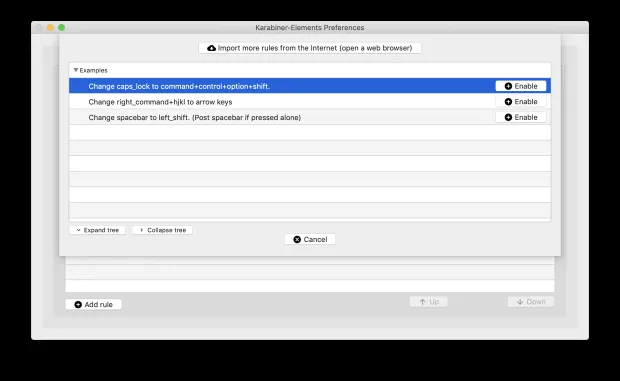 Karabiner-Elements Preferences
Import more rules from the Internet (open a web browser)
Examples
Change caps_lock to command+control+option+shift. Enable
Change right_command+hjkl to arrow keys Enable
Change spacebar to left_shift. (Post spacebar if pressed alone) Enable
Expand tree Collapse tree
Cancel
Add rule Up Down